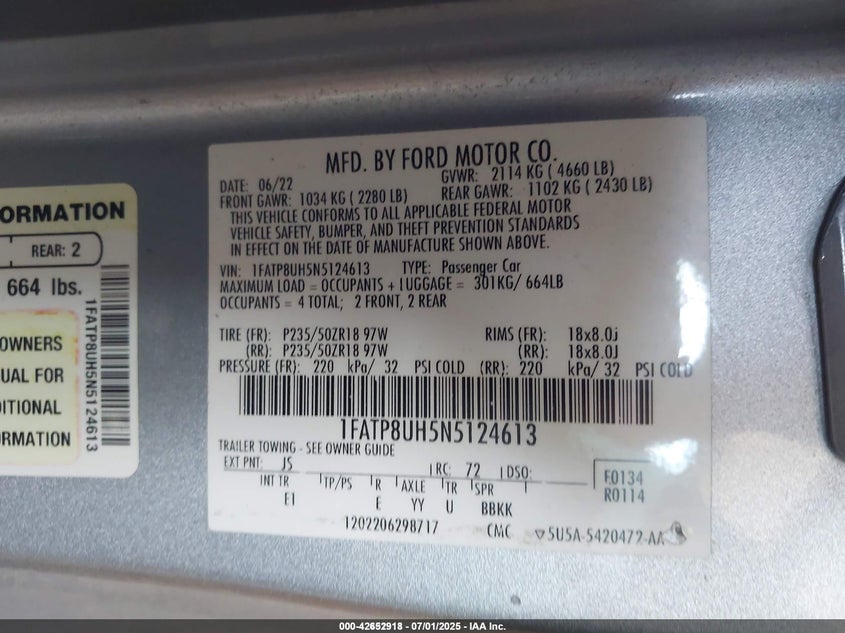 ORMATION
REAR: 2
664 lbs.
OWNERS
UAL FOR
DITIONAL
ORMATION
1FATP8UH5N5124613
MFD. BY FORD MOTOR CO.
DATE: 06/22 GVWR: 2114 KG ( 4660 LB)
FRONT GAWR: 1034 KG ( 2280 LB) REAR GAWR: 1102 KG ( 2430 LB)
THIS VEHICLE CONFORMS TO ALL APPLICABLE FEDERAL MOTOR
VEHICLE SAFETY, BUMPER, AND THEFT PREVENTION STANDARDS
IN EFFECT ON THE DATE OF MANUFACTURE SHOWN ABOVE.
VIN: 1FATP8UH5N5124613 TYPE: Passenger Car
MAXIMUM LOAD = OCCUPANTS + LUGGAGE = 301KG/ 664LB
OCCUPANTS = 4 TOTAL; 2 FRONT, 2 REAR
TIRE (FR): P235/50ZR18 97W RIMS (FR): 18x8.0j
(RR): P235/50ZR18 97W (RR): 18x8.0J
PRESSURE (FR): 220 kPa/ 32 PSI COLD (RR): 220 kPa/ 32 PSI COLD
1FATP8UH5N5124613
TRAILER TOWING - SEE OWNER GUIDE
EXT PNT: JS RC: 72 DSO:
INT TR TP/PS R AXLE TR SPR
EI E YY U BBKK
F0134
R0114
1202206298717 CMC 5U5A-5420472-AA
000-42652918 - 07/01/2025 - IAA Inc.